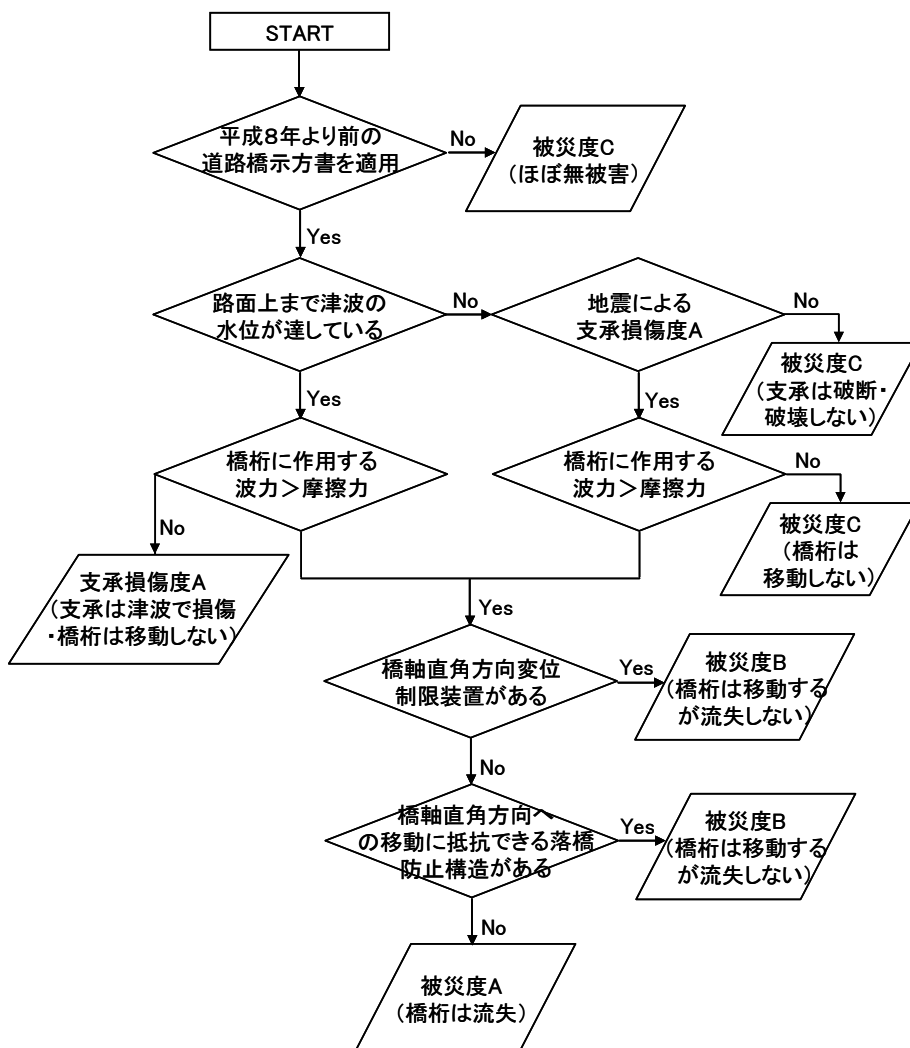 START
平成8年より前の
道路橋示方書を適用
No
被災度C
(ほぼ無被害)
Yes
路面上まで津波の
水位が達している
No
地震による
支承損傷度A
No
被災度C
(支承は破断・
破壊しない)
Yes
Yes
橋桁に作用する
波力＞摩擦力
橋桁に作用する
波力＞摩擦力
No
被災度C
(橋桁は
移動しない)
No
支承損傷度A
(支承は津波で損傷
・橋桁は移動しない)
Yes
橋軸直角方向変位
制限装置がある
Yes
被災度B
(橋桁は移動する
が流失しない)
No
橋軸直角方向へ
の移動に抵抗できる落橋
防止構造がある
Yes
被災度B
(橋桁は移動する
が流失しない)
No
被災度A
(橋桁は流失)